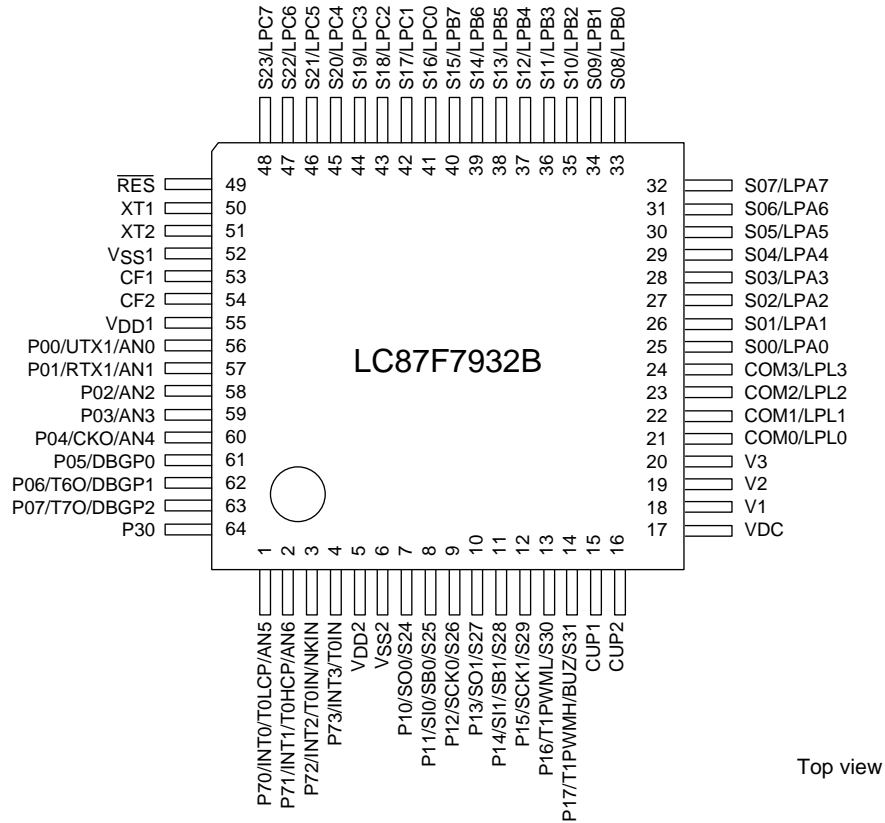 S23/LPC7
S22/LPC6
S21/LPC5
S20/LPC4
S19/LPC3
S18/LPC2
S17/LPC1
S16/LPC0
S15/LPB7
S14/LPB6
S13/LPB5
S12/LPB4
S11/LPB3
S10/LPB2
S09/LPB1
S08/LPB0
48
47
46
45
44
43
42
41
40
39
38
37
36
35
34
33
RES 49
XT1 50
XT2 51
VSS1 52
CF1 53
CF2 54
VDD1 55
P00/UTX1/AN0 56
P01/RTX1/AN1 57
P02/AN2 58
P03/AN3 59
P04/CKO/AN4 60
P05/DBGP0 61
P06/T6O/DBGP1 62
P07/T7O/DBGP2 63
P30 64
LC87F7932B
32 S07/LPA7
31 S06/LPA6
30 S05/LPA5
29 S04/LPA4
28 S03/LPA3
27 S02/LPA2
26 S01/LPA1
25 S00/LPA0
24 COM3/LPL3
23 COM2/LPL2
22 COM1/LPL1
21 COM0/LPL0
20 V3
19 V2
18 V1
17 VDC
1
2
3
4
5
6
7
8
9
10
11
12
13
14
15
16
P70/INT0/T0LCP/AN5
P71/INT1/T0HCP/AN6
P72/INT2/T0IN/NKIN
P73/INT3/T0IN
VDD2
VSS2
P10/SO0/S24
P11/SI0/SB0/S25
P12/SCK0/S26
P13/SO1/S27
P14/SI1/SB1/S28
P15/SCK1/S29
P16/T1PWML/S30
P17/T1PWMH/BUZ/S31
CUP1
CUP2
Top view